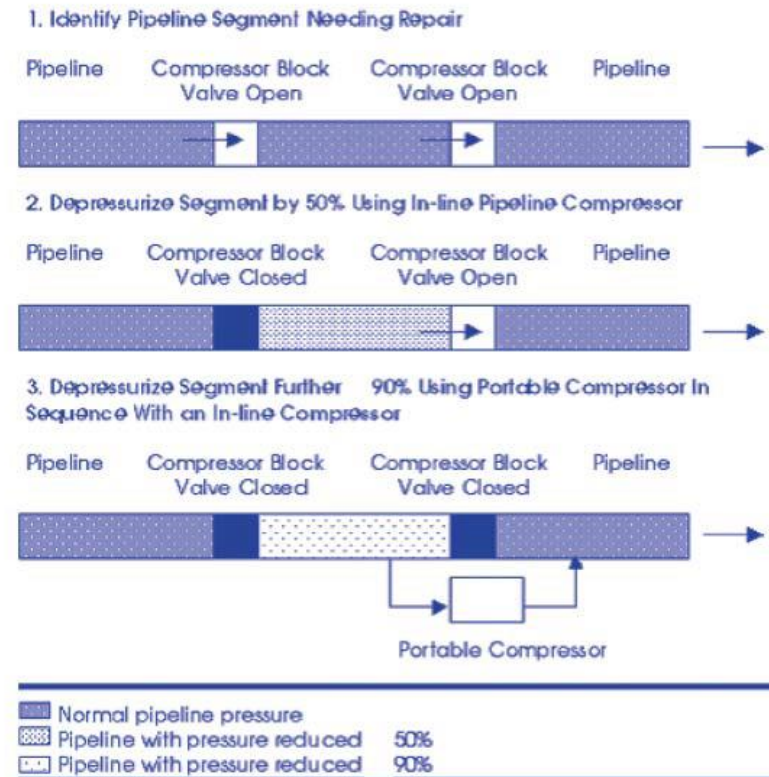 1. Identify Pipeline Segment Needing Repair
Pipeline Compressor Block Compressor Block Pipeline
Valve Open Valve Open
2. Depressurize Segment by 50% Using In-line Pipeline Compressor
Pipeline Compressor Block Compressor Block Pipeline
Valve Closed Valve Open
3. Depressurize Segment Further 90% Using Portable Compressor In
Sequence With an In-line Compressor
Pipeline Compressor Block Compressor Block Pipeline
Valve Closed Valve Closed
Portable Compressor
Normal pipeline pressure
Pipeline with pressure reduced 50%
Pipeline with pressure reduced 90%